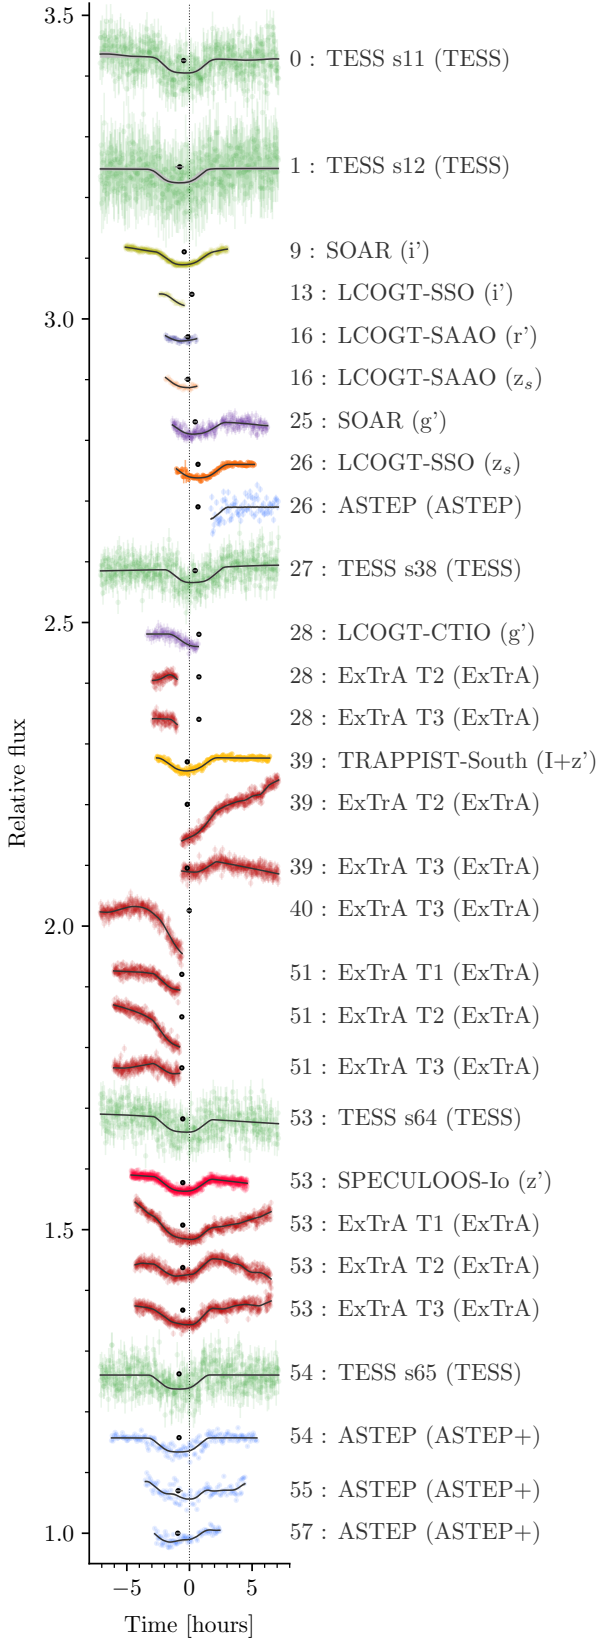 3.5
0 : TESS s11 (TESS)
1 : TESS s12 (TESS)
9 : SOAR (i')
3.0
13 : LCOGT-SSO (i')
16 : LCOGT-SAAO (r')
16 : LCOGT-SAAO (z_s)
25 : SOAR (g')
26 : LCOGT-SSO (z_s)
26 : ASTEP (ASTEP)
27 : TESS s38 (TESS)
2.5
28 : LCOGT-CTIO (g')
28 : ExTrA T2 (ExTrA)
28 : ExTrA T3 (ExTrA)
39 : TRAPPIST-South (I+z')
39 : ExTrA T2 (ExTrA)
Relative flux
39 : ExTrA T3 (ExTrA)
40 : ExTrA T3 (ExTrA)
2.0
51 : ExTrA T1 (ExTrA)
51 : ExTrA T2 (ExTrA)
51 : ExTrA T3 (ExTrA)
53 : TESS s64 (TESS)
53 : SPECULOOS-Io (z')
53 : ExTrA T1 (ExTrA)
1.5
53 : ExTrA T2 (ExTrA)
53 : ExTrA T3 (ExTrA)
54 : TESS s65 (TESS)
54 : ASTEP (ASTEP+)
55 : ASTEP (ASTEP+)
57 : ASTEP (ASTEP+)
1.0
−5 0 5
Time [hours]